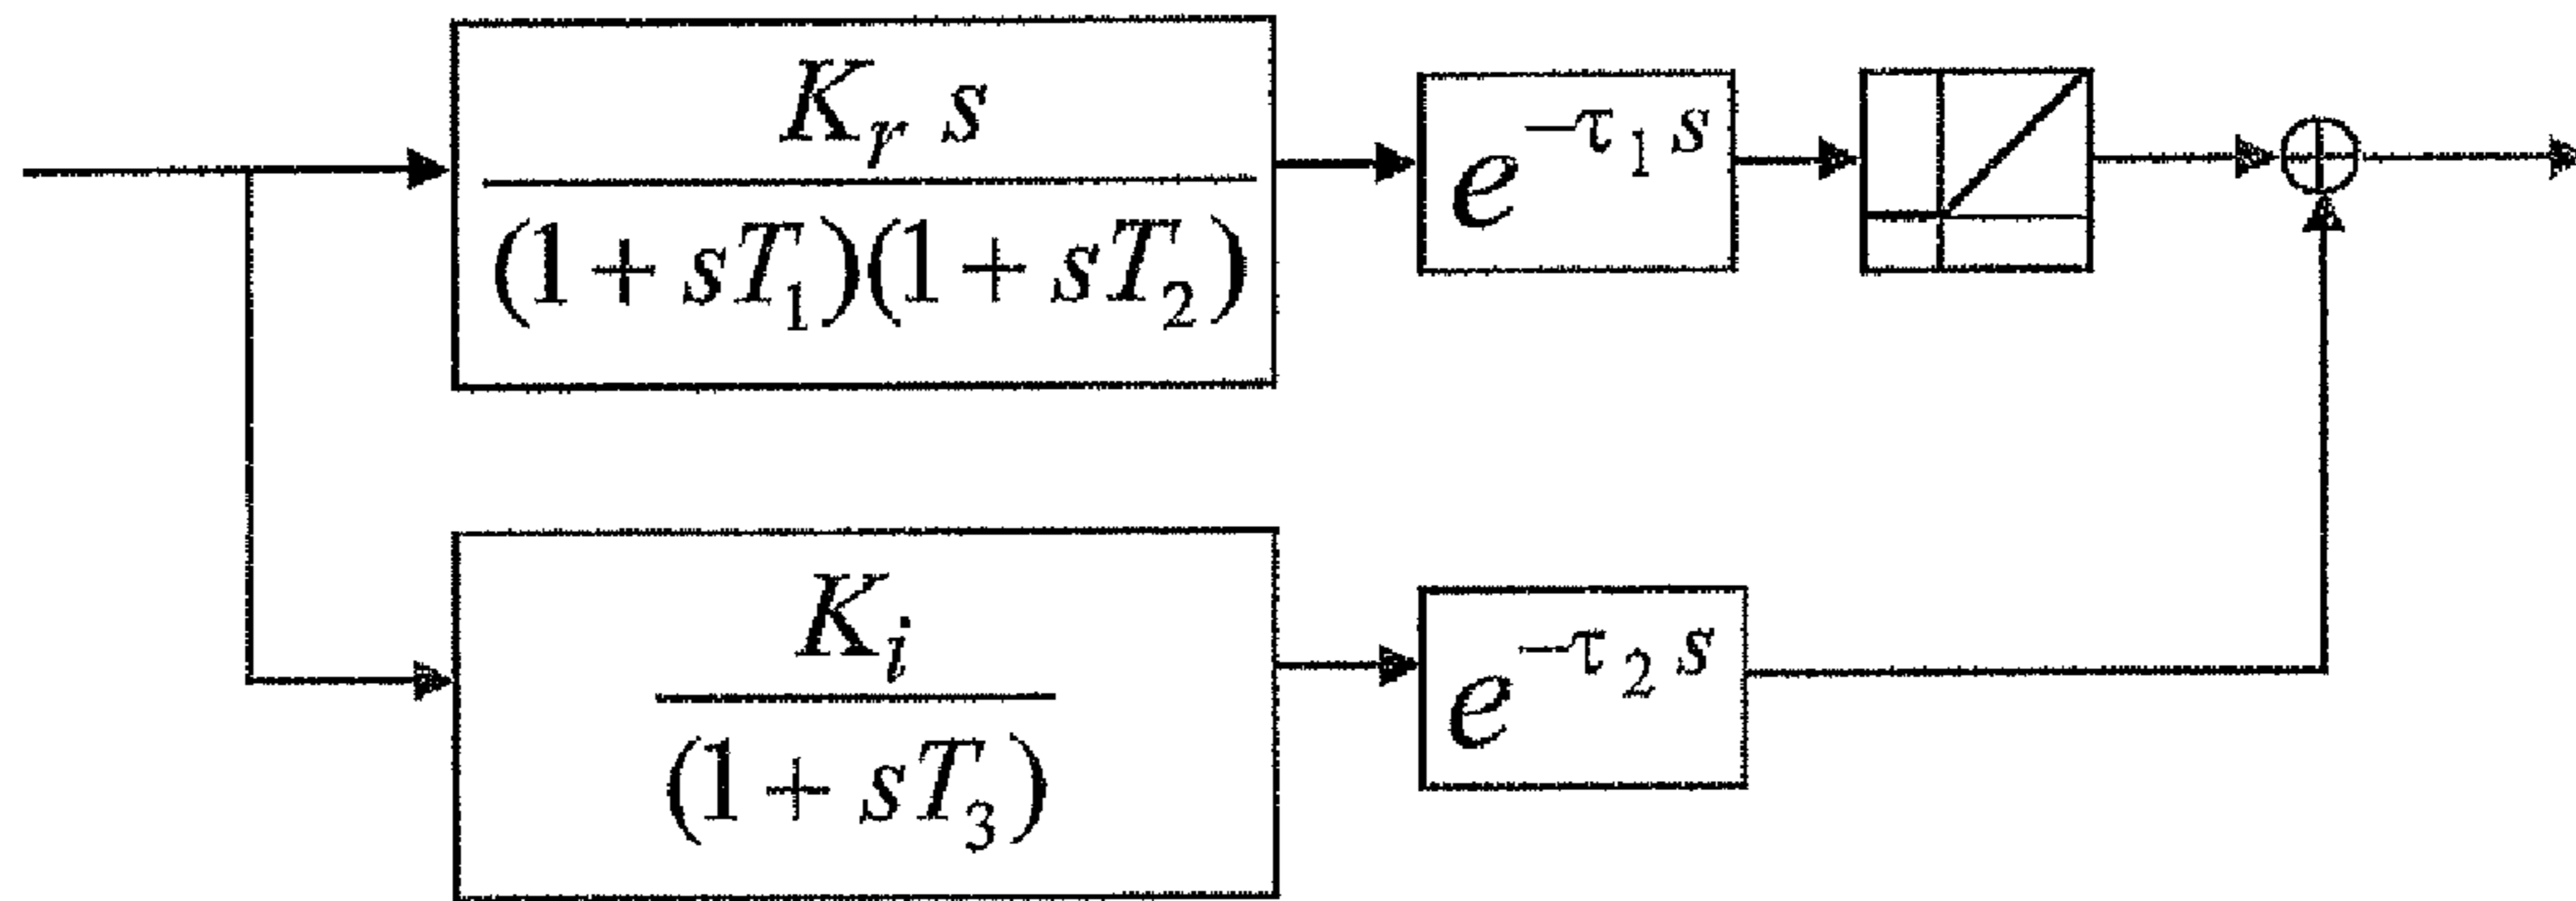 K_r s
e^{-τ_1 s}
(1 + sT_1)(1 + sT_2)
K_i
e^{-τ_2 s}
(1 + sT_3)